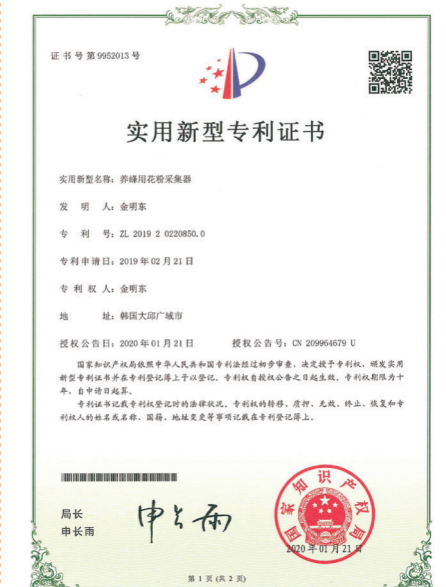 证书号第9952013号
实用新型专利证书
实用新型名称：养蜂用花粉采集器
发明人：金明东
专利号：ZL 2019 2 0220850.0
专利申请日：2019年02月21日
专利权人：金明东
地址：韩国大邱广域市
授权公告日：2020年01月21日 授权公告号：CN 209964679 U
国家知识产权局依照中华人民共和国专利法经过初步审查，决定授予专利权，颁发实用
新型专利证书并在专利登记簿上予以登记。专利权自授权公告之日起生效。专利权期限为十
年，自申请日起算。
专利证书记载专利权登记时的法律状况。专利权的转移、质押、无效、终止、恢复和专
利权人的姓名或名称、国籍、地址变更等事项记载在专利登记簿上。
局长
申长雨
申长雨
国家知识产权局
2020年01月21日
第 1 页 (共 2 页)